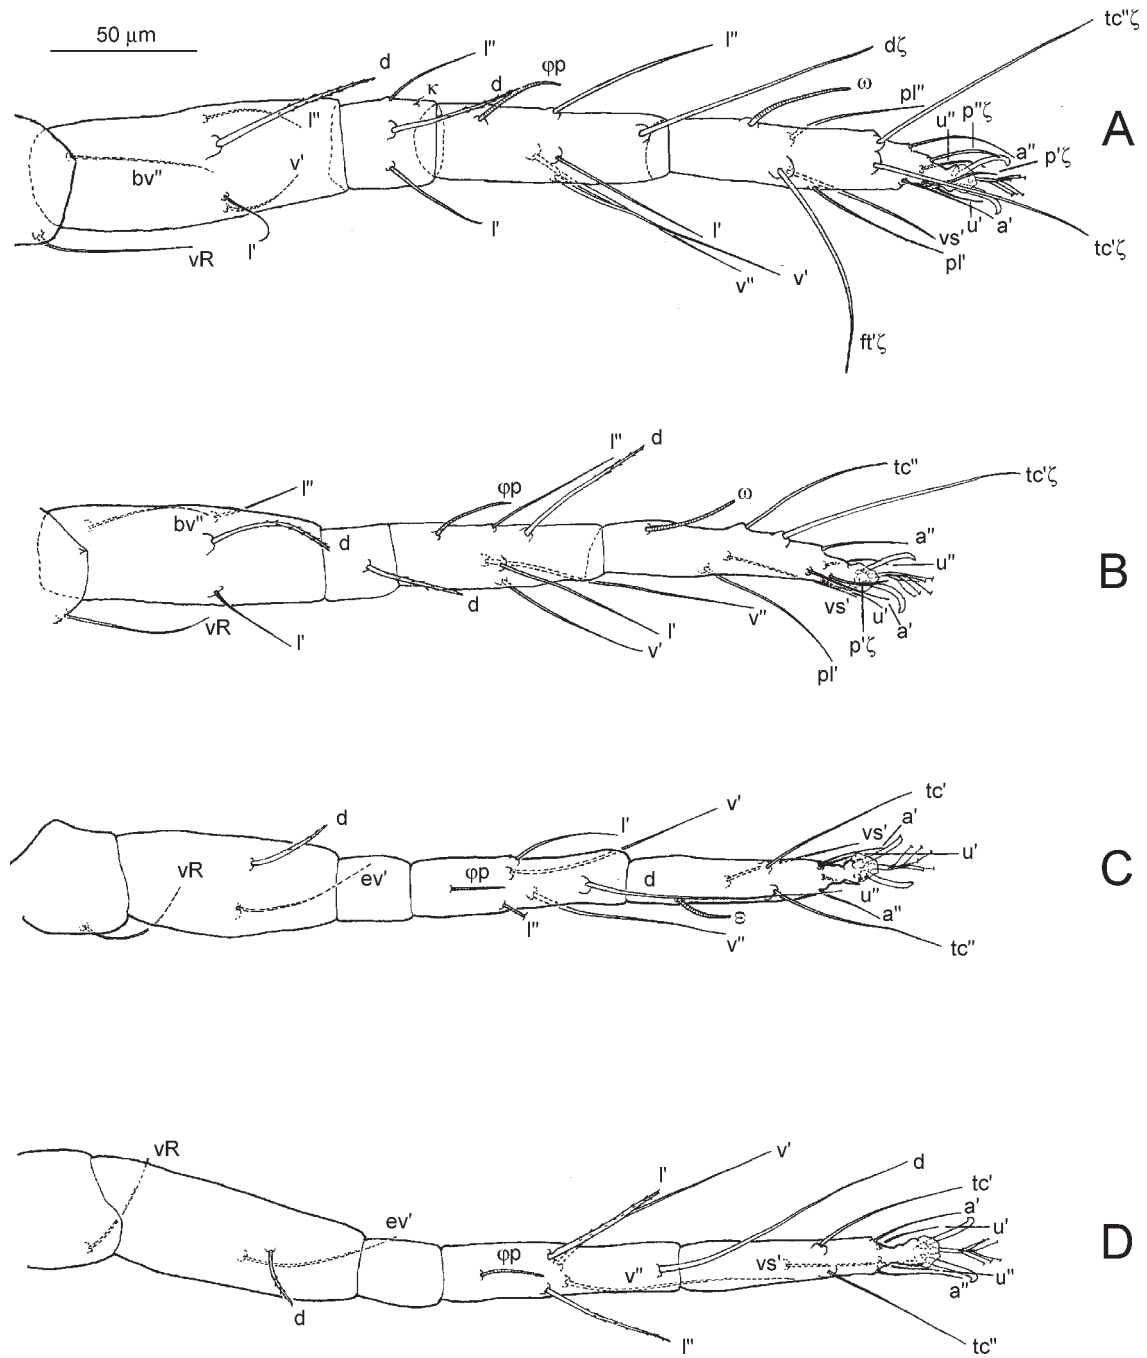 50 μm
d
l"
κ
d
φp
l"
dζ
ω
pl"
tc"ζ
A
l"
v'
bv"
u"
p"ζ
a"
p'ζ
vR
l'
l'
l'
v"
v'
vs'
pl'
u'
a'
tc'ζ
ft'ζ
l"
bv"
d
φp
l"
d
ω
tc"
tc'ζ
a"
u"
B
vR
l'
d
v'
l'
v"
pl'
vs'
u'
a'
p'ζ
d
vR
ev'
φp
l'
v'
tc'
vs'
a'
u'
C
l"
d
v"
ω
u"
a"
tc"
vR
ev'
d
φp
l'
v'
d
tc'
a'
u'
D
v"
vs'
l"
u"
a"
tc"